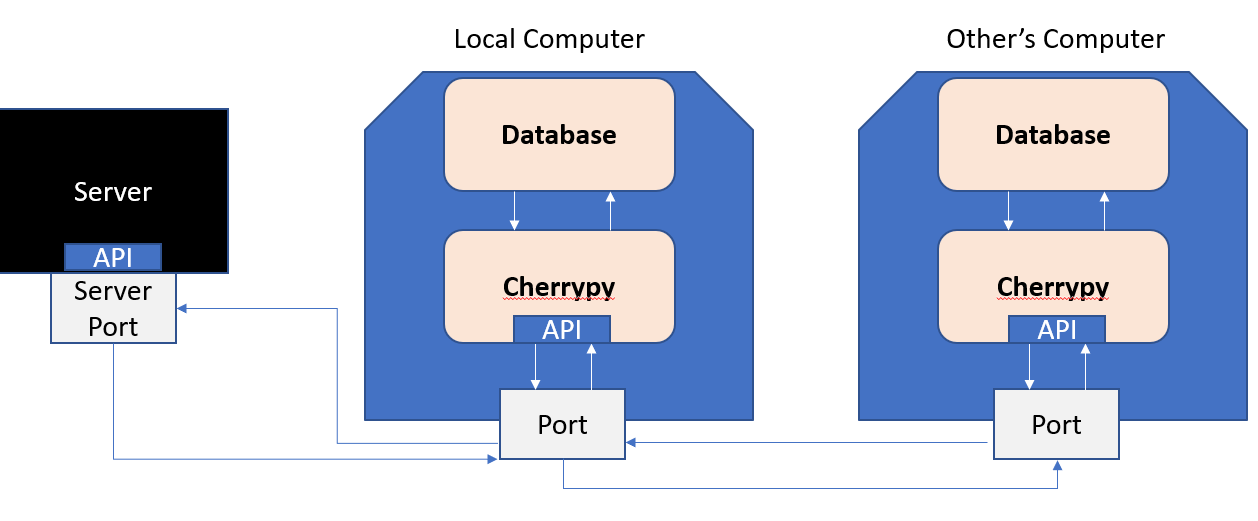 Local Computer
Other's Computer
Database
Database
Server
API
Server
Port
Cherrypy
API
Cherrypy
API
Port
Port